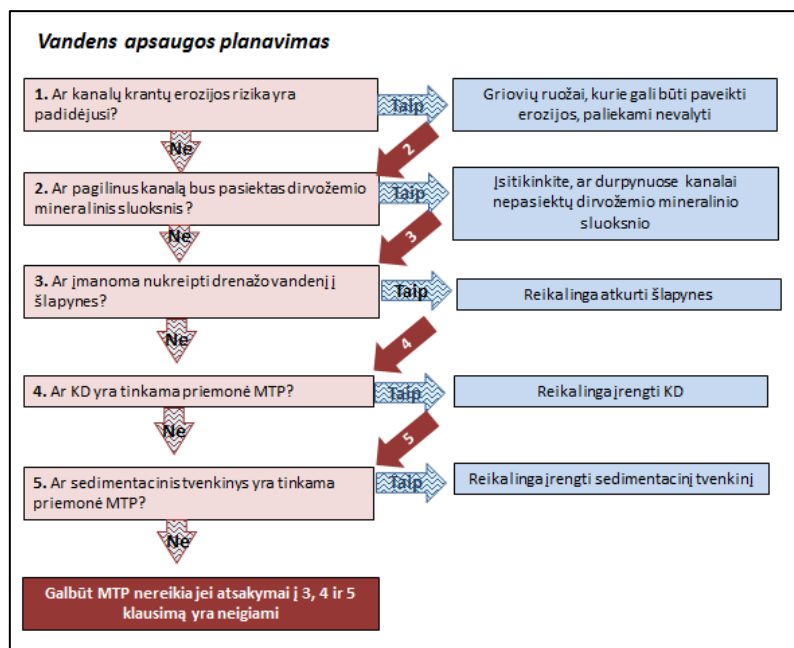 Vandens apsaugos planavimas
1. Ar kanalų krantų erozijos rizika yra
padidėjusi?
Taip
Griovių ruožai, kurie gali būti paveikti
erozijos, paliekami nevalyti
Ne
2
2. Ar pagilinus kanalą bus pasiektas dirvožemio
mineralinis sluoksnis?
Taip
Įsitikinkite, ar durpynuose kanalai
nepasiektų dirvožemio mineralinio
sluoksnio
Ne
3
3. Ar įmanoma nukreipti drenažo vandenį į
šlapynes?
Taip
Reikalinga atkurti šlapynes
Ne
4
4. Ar KD yra tinkama priemonė MTP?
Taip
Reikalinga įrengti KD
Ne
5
5. Ar sedimentacinis tvenkinys yra tinkama
priemonė MTP?
Taip
Reikalinga įrengti sedimentacinį tvenkinį
Ne
Galbūt MTP nereikia jei atsakymai į 3, 4 ir 5
klausimą yra neigiami